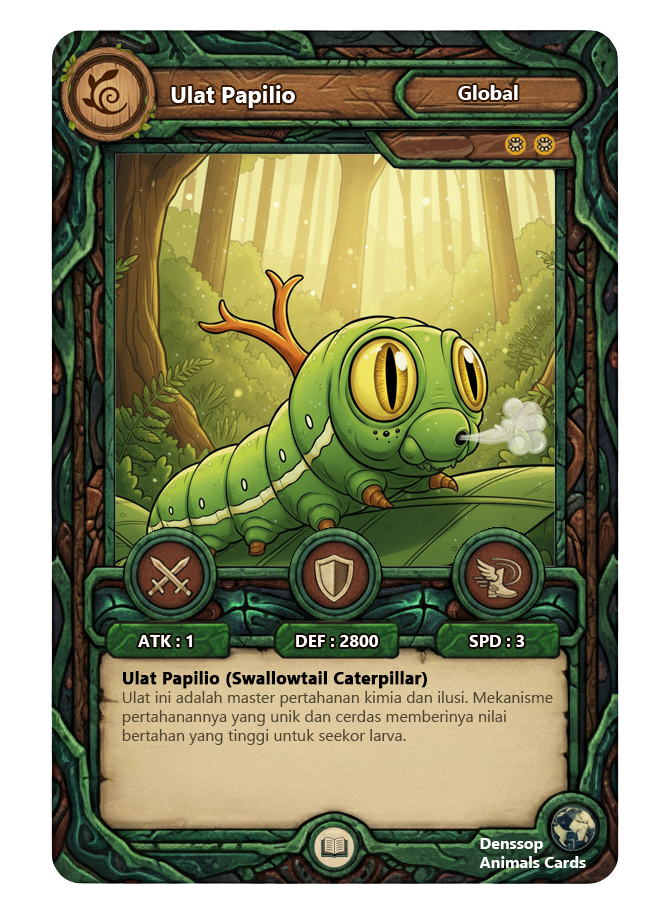 Ulat Papilio
Global
ATK : 1
DEF : 2800
SPD : 3
Ulat Papilio (Swallowtail Caterpillar)
Ulat ini adalah master pertahanan kimia dan ilusi. Mekanisme
pertahanannya yang unik dan cerdas memberinya nilai
bertahan yang tinggi untuk seekor larva.
Denssop
Animals Cards